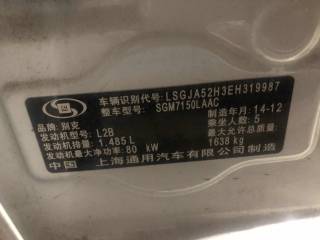 车辆识别代号: LSGJA52H3EH319987
整车型号: SGM7150LAAC
品牌: 别克 制造年月: 14-12
发动机型号: L2B 乘坐人数: 5
发动机排量: 1.485 L 最大允许总质量:
发动机最大净功率: 80 kW 1638 kg
中国 上海通用汽车有限公司制造